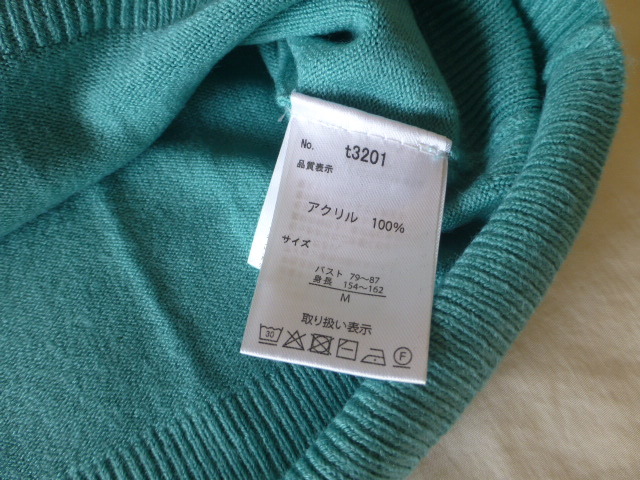 No. t3201
品質表示
アクリル 100%
サイズ
バスト 79～87
身長 154～162
M
取り扱い表示
30 F